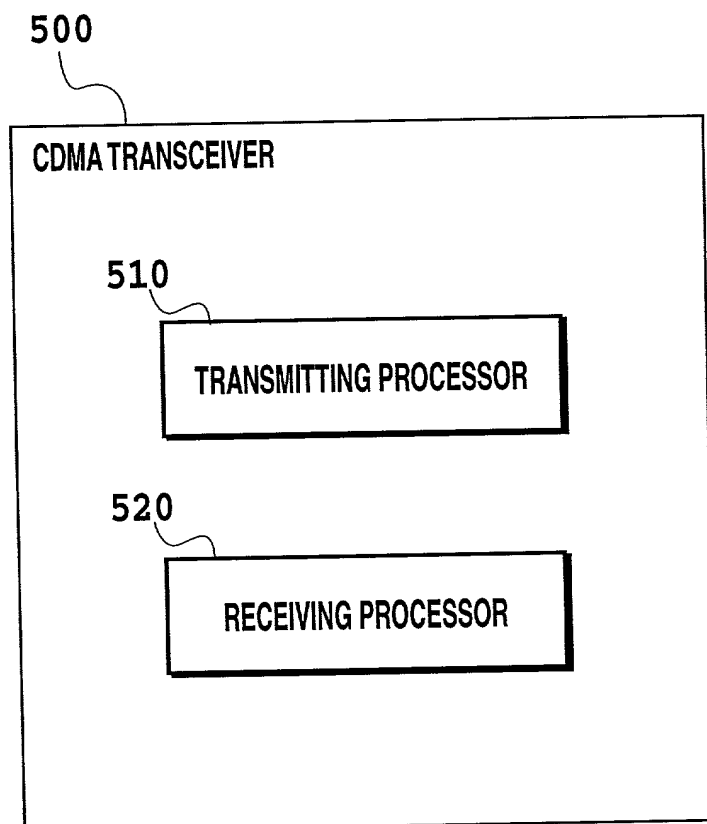 500
CDMA TRANSCEIVER
510
TRANSMITTING PROCESSOR
520
RECEIVING PROCESSOR